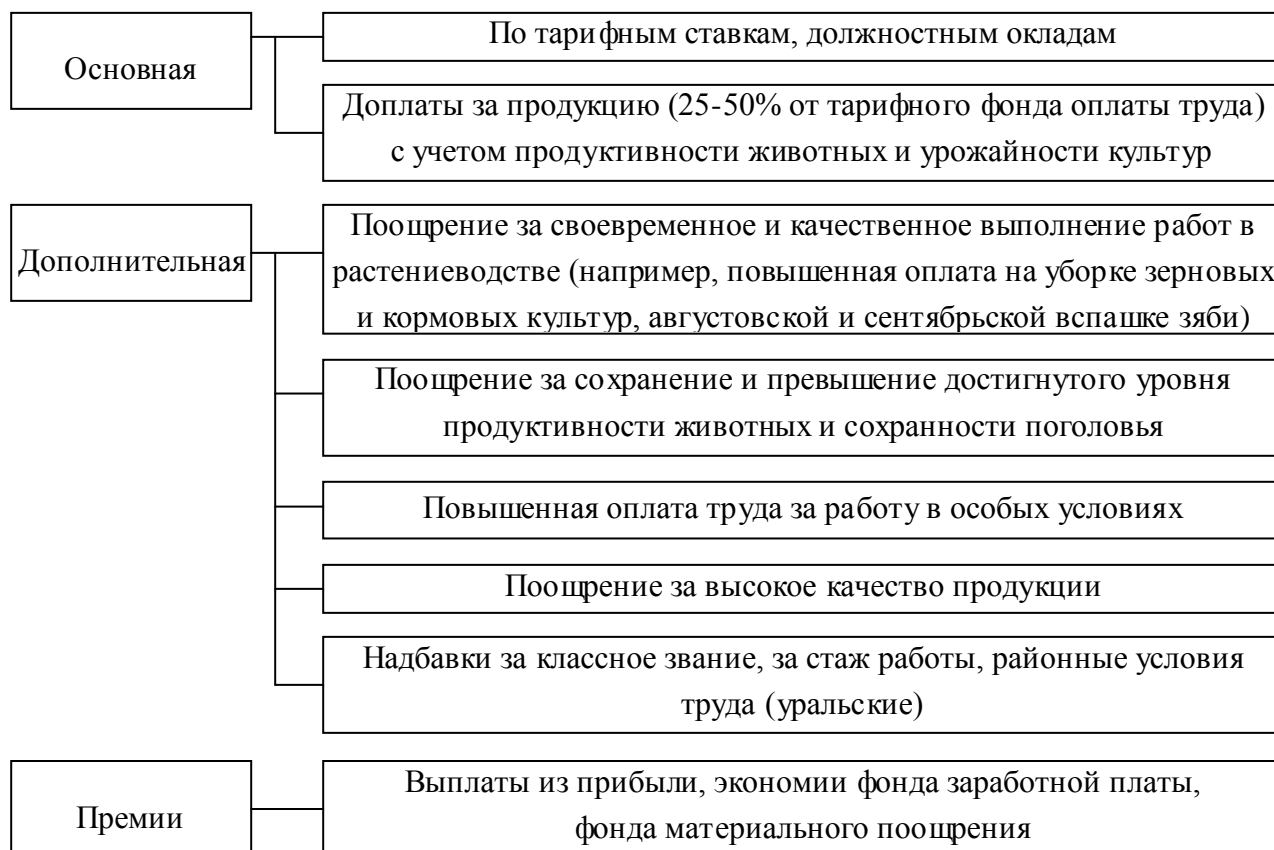 Основная
По тарифным ставкам, должностным окладам
Доплаты за продукцию (25-50% от тарифного фонда оплаты труда)
с учетом продуктивности животных и урожайности культур
Дополнительная
Поощрение за своевременное и качественное выполнение работ в
растениеводстве (например, повышенная оплата на уборке зерновых
и кормовых культур, августовской и сентябрьской вспашке зяби)
Поощрение за сохранение и превышение достигнутого уровня
продуктивности животных и сохранности поголовья
Повышенная оплата труда за работу в особых условиях
Поощрение за высокое качество продукции
Надбавки за классное звание, за стаж работы, районные условия
труда (уральские)
Премии
Выплаты из прибыли, экономии фонда заработной платы,
фонда материального поощрения